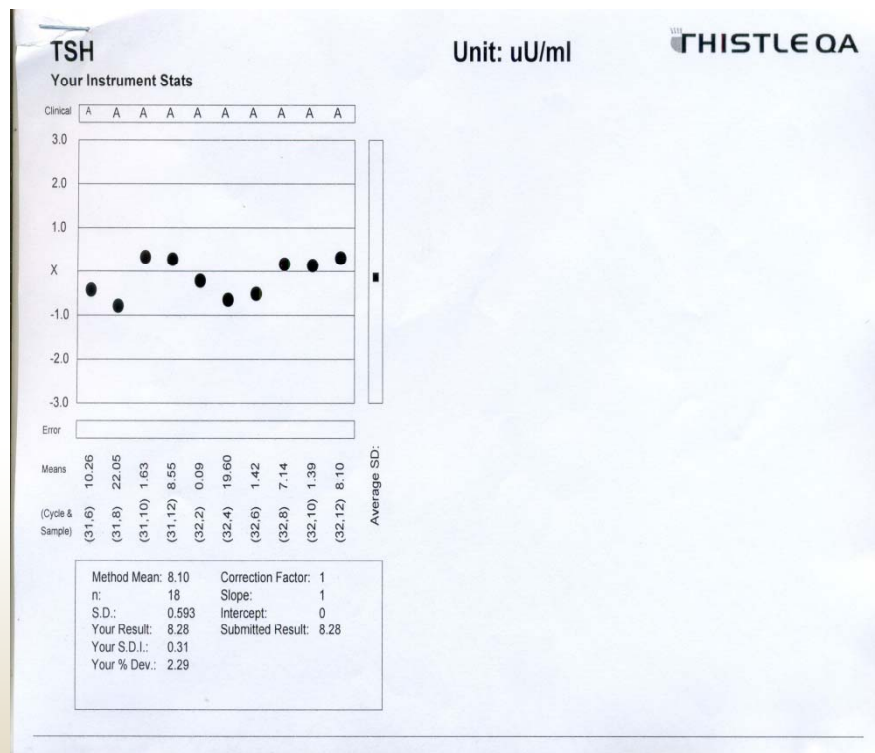 TSH
Unit: uU/ml
THISTLE QA
Your Instrument Stats
Clinical A A A A A A A A A A
3.0
2.0
1.0
X
-1.0
-2.0
-3.0
Error
Means 10.26 22.05 1.63 8.55 0.09 19.60 1.42 7.14 1.39 8.10
(Cycle & Sample) (31,6) (31,8) (31,10) (31,12) (32,2) (32,4) (32,6) (32,8) (32,10) (32,12)
Average SD:
Method Mean: 8.10 Correction Factor: 1
n: 18 Slope: 1
S.D.: 0.593 Intercept: 0
Your Result: 8.28 Submitted Result: 8.28
Your S.D.I.: 0.31
Your % Dev.: 2.29